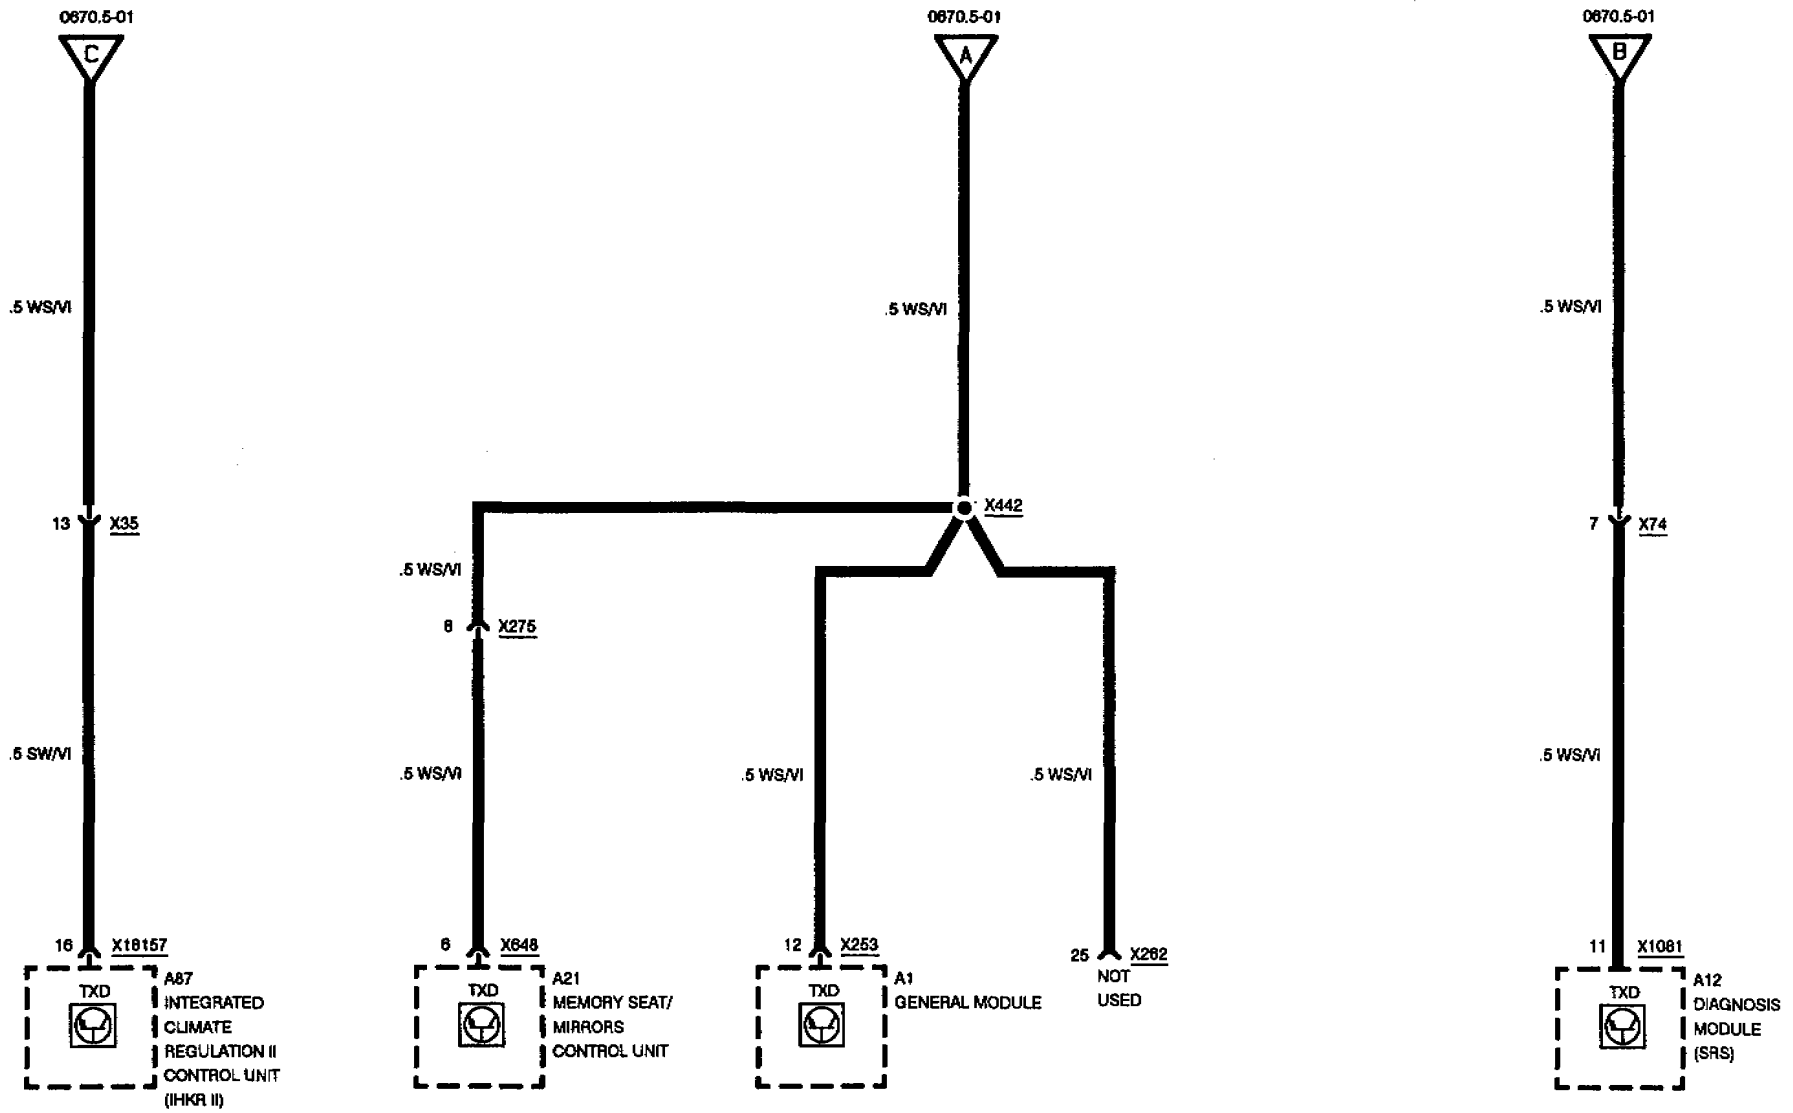 0670.5-01
0670.5-01
0670.5-01
C
A
B
.5 WS/VI
.5 WS/VI
.5 WS/VI
13 X35
X442
7 X74
.5 WS/VI
8 X275
.5 SW/VI
.5 WS/VI
.5 WS/VI
.5 WS/VI
.5 WS/VI
16 X18157
6 X648
12 X253
25 X262
11 X1081
NOT
USED
TXD
A87
INTEGRATED
CLIMATE
REGULATION II
CONTROL UNIT
(IHKR II)
TXD
A21
MEMORY SEAT/
MIRRORS
CONTROL UNIT
TXD
A1
GENERAL MODULE
TXD
A12
DIAGNOSIS
MODULE
(SRS)